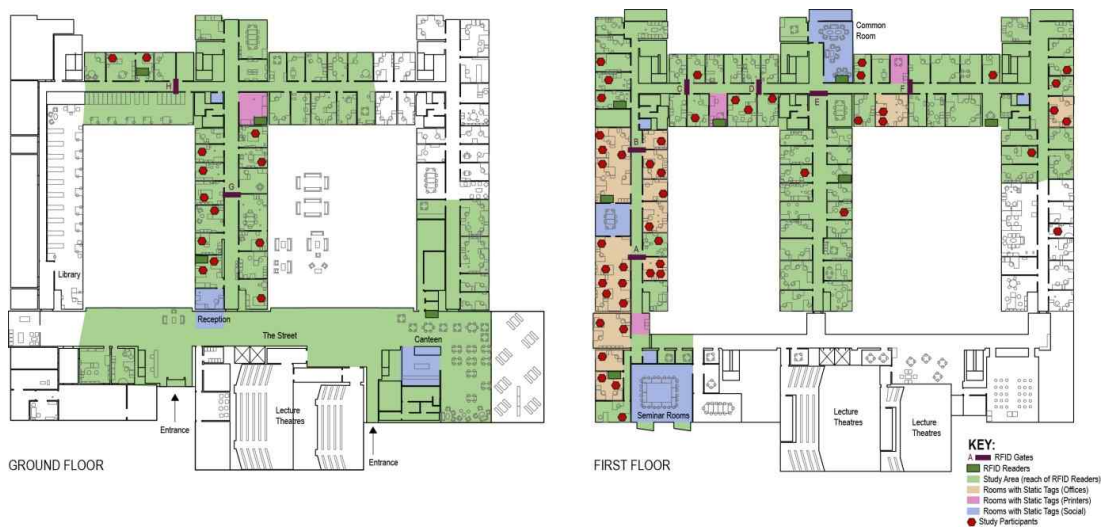 H
G
Library
Reception
The Street
Canteen
Lecture
Theatres
Entrance
Entrance
GROUND FLOOR
Common
Room
C
D
E
F
B
A
Seminar Rooms
Lecture
Theatres
Lecture
Theatres
FIRST FLOOR
KEY:
A RFID Gates
RFID Readers
Study Area (reach of RFID Readers)
Rooms with Static Tags (Offices)
Rooms with Static Tags (Printers)
Rooms with Static Tags (Social)
Study Participants